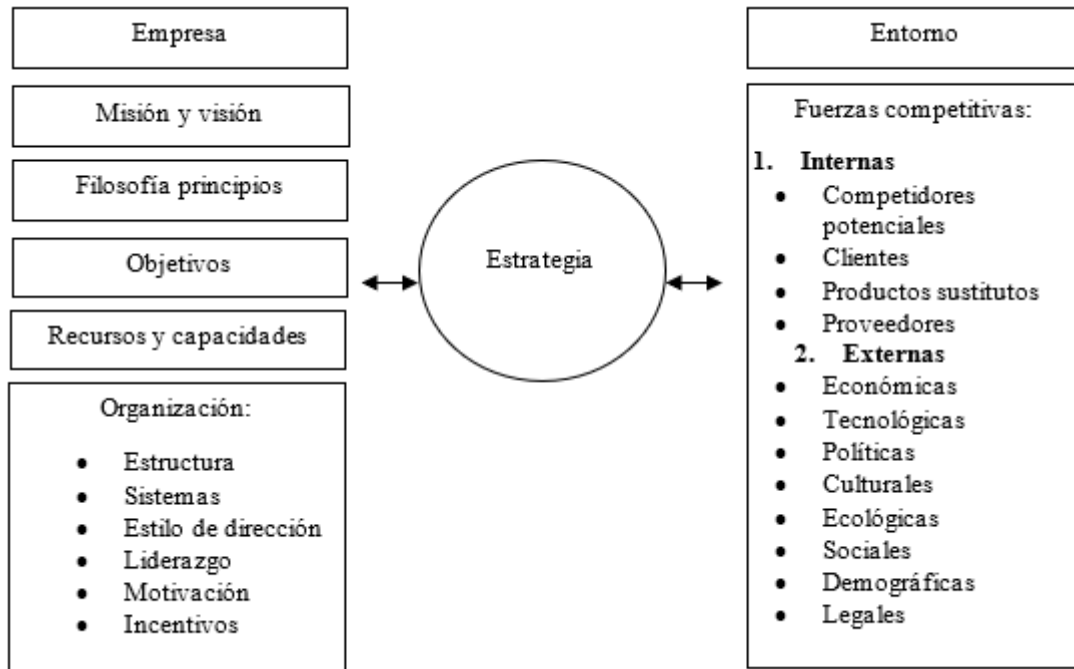 Empresa
Misión y visión
Filosofía principios
Objetivos
Recursos y capacidades
Organización:
• Estructura
• Sistemas
• Estilo de dirección
• Liderazgo
• Motivación
• Incentivos
Estrategia
Entorno
Fuerzas competitivas:
1. Internas
• Competidores
potenciales
• Clientes
• Productos sustitutos
• Proveedores
2. Externas
• Económicas
• Tecnológicas
• Políticas
• Culturales
• Ecológicas
• Sociales
• Demográficas
• Legales